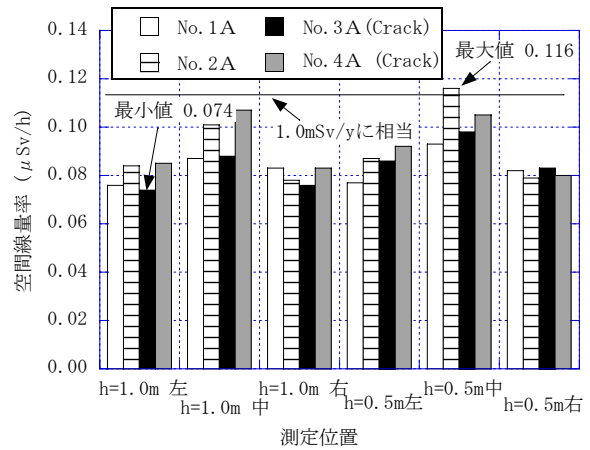 No.1A
No.3A(Crack)
No.2A
No.4A (Crack)
最大値 0.116
最小値 0.074
1.0mSv/yに相当
0.14
0.12
0.10
0.08
0.06
0.04
0.02
0.00
空間線量率 (μSv/h)
h=1.0m 左
h=1.0m 中
h=1.0m 右
h=0.5m左
h=0.5m中
h=0.5m右
測定位置